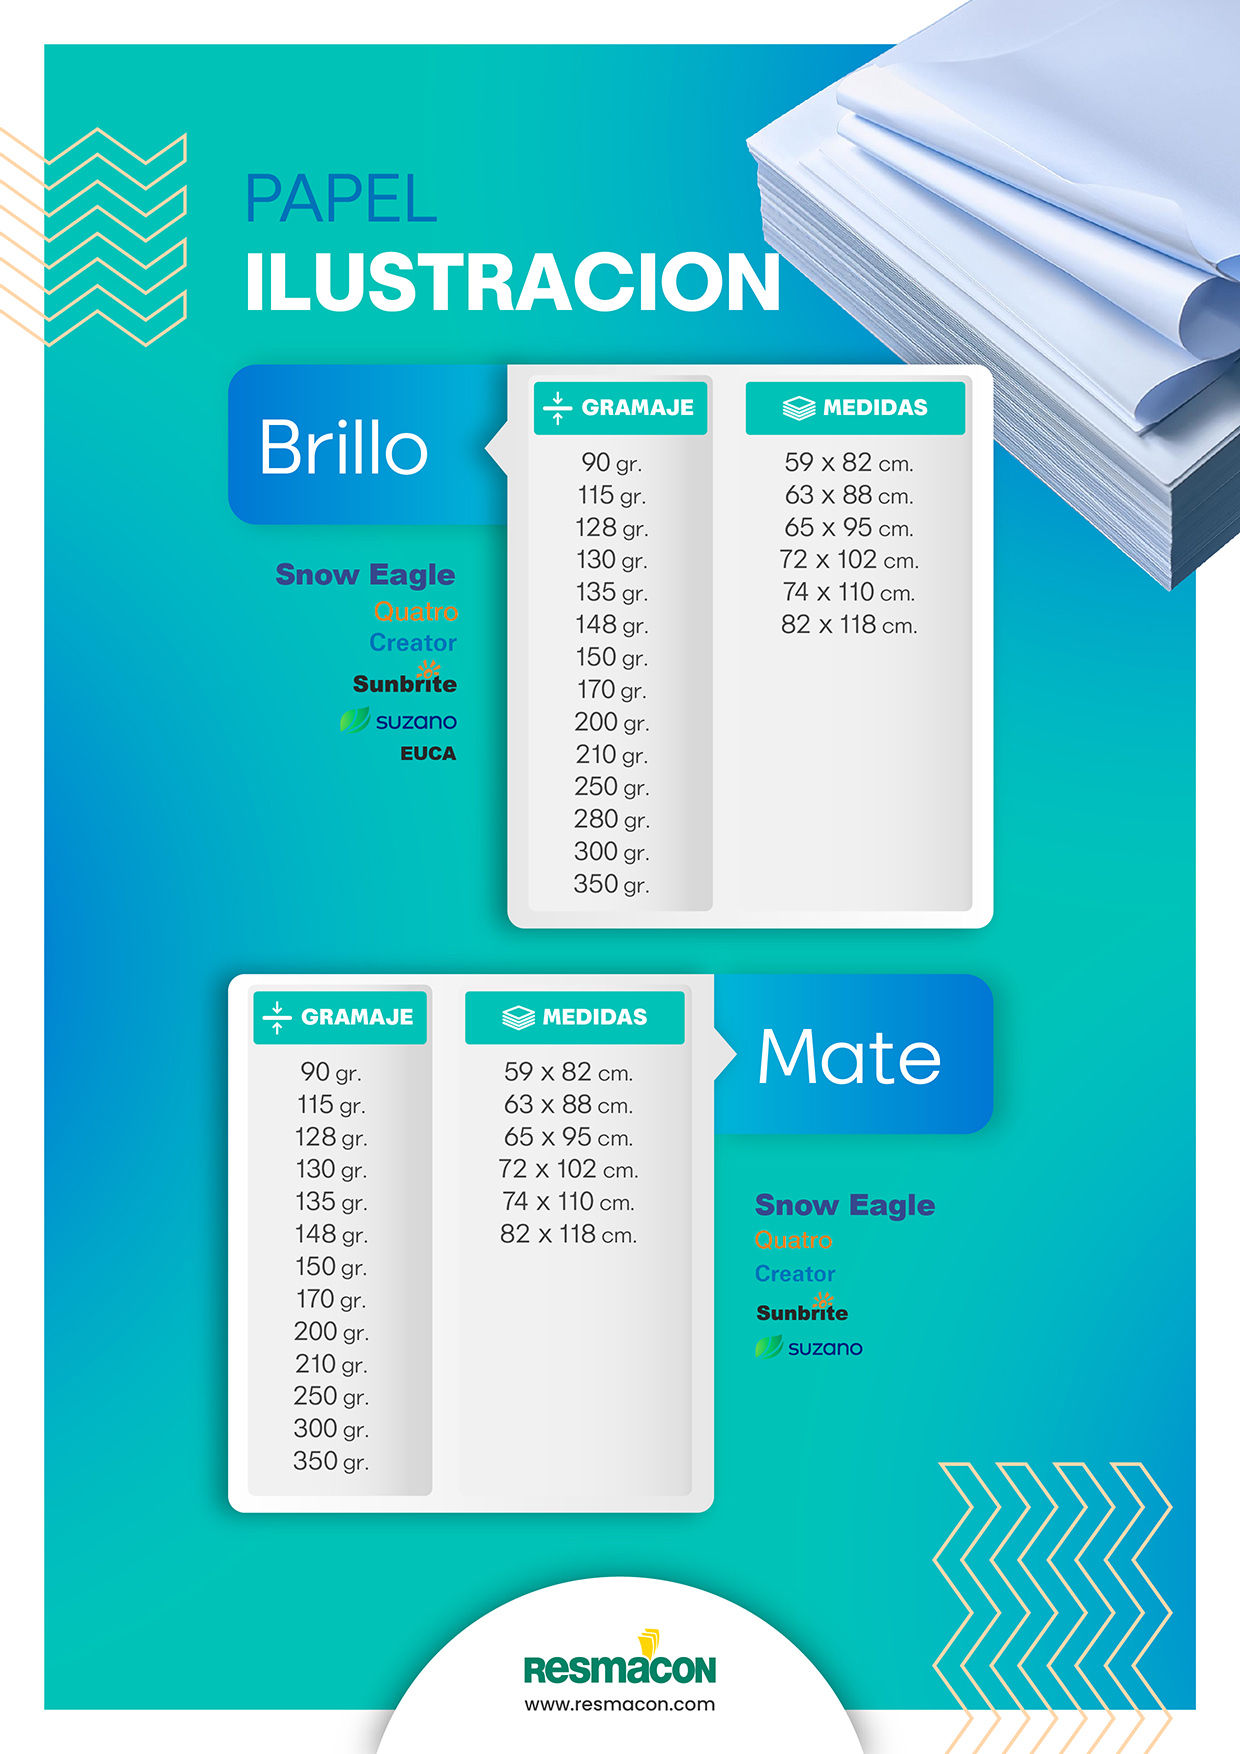 PAPEL
ILUSTRACION
Brillo
GRAMAJE
90 gr.
115 gr.
128 gr.
130 gr.
135 gr.
148 gr.
150 gr.
170 gr.
200 gr.
210 gr.
250 gr.
280 gr.
300 gr.
350 gr.
MEDIDAS
59 x 82 cm.
63 x 88 cm.
65 x 95 cm.
72 x 102 cm.
74 x 110 cm.
82 x 118 cm.
Snow Eagle
Quatro
Creator
Sunbrite
suzano
EUCA
GRAMAJE
90 gr.
115 gr.
128 gr.
130 gr.
135 gr.
148 gr.
150 gr.
170 gr.
200 gr.
210 gr.
250 gr.
300 gr.
350 gr.
MEDIDAS
59 x 82 cm.
63 x 88 cm.
65 x 95 cm.
72 x 102 cm.
74 x 110 cm.
82 x 118 cm.
Mate
Snow Eagle
Quatro
Creator
Sunbrite
suzano
RESMACON
www.resmacon.com